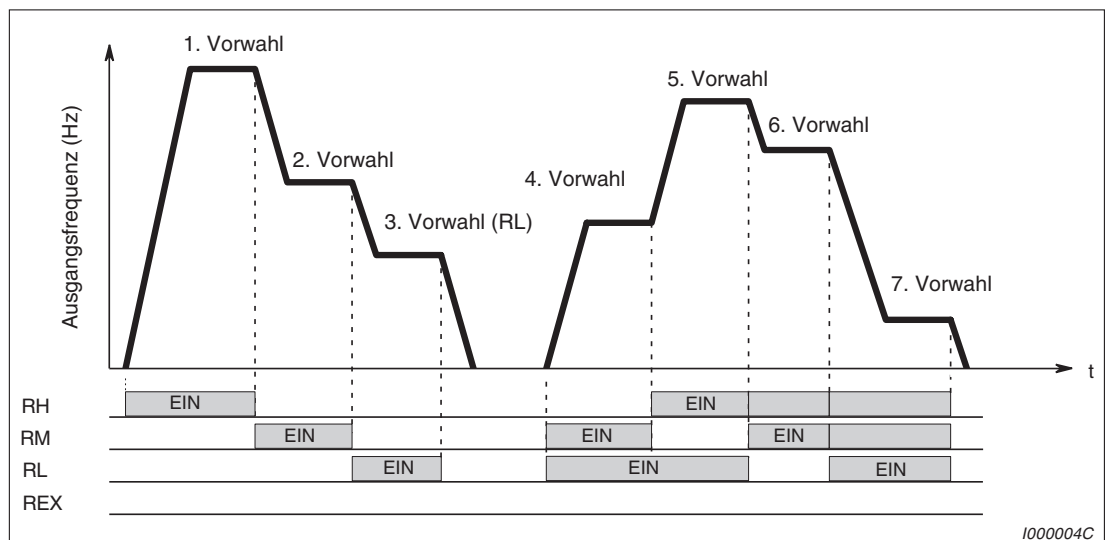 1. Vorwahl
5. Vorwahl
6. Vorwahl
2. Vorwahl
4. Vorwahl
3. Vorwahl (RL)
7. Vorwahl
Ausgangsfrequenz (Hz)
t
RH EIN EIN
RM EIN EIN EIN
RL EIN EIN EIN
REX
I000004C